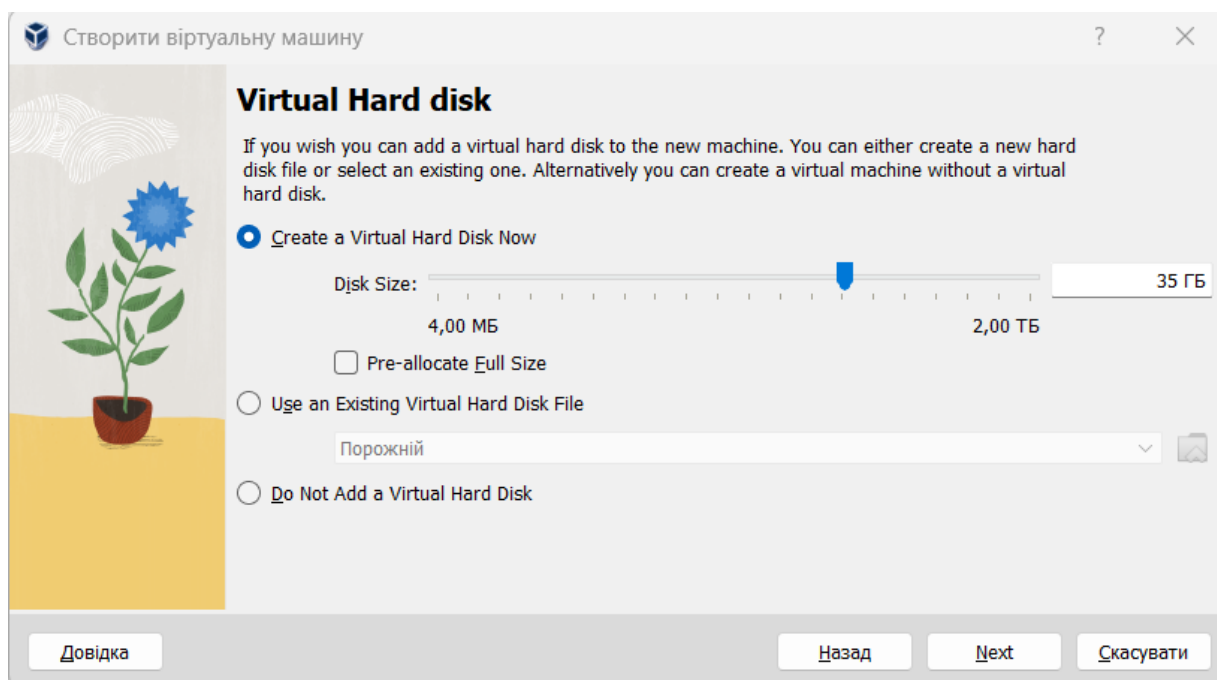 Створити віртуальну машину
?
Virtual Hard disk
If you wish you can add a virtual hard disk to the new machine. You can either create a new hard
disk file or select an existing one. Alternatively you can create a virtual machine without a virtual
hard disk.
Create a Virtual Hard Disk Now
Disk Size:
35 ГБ
4,00 МБ
2,00 ТБ
Pre-allocate Full Size
Use an Existing Virtual Hard Disk File
Порожній
Do Not Add a Virtual Hard Disk
Довідка
Назад
Next
Скасувати